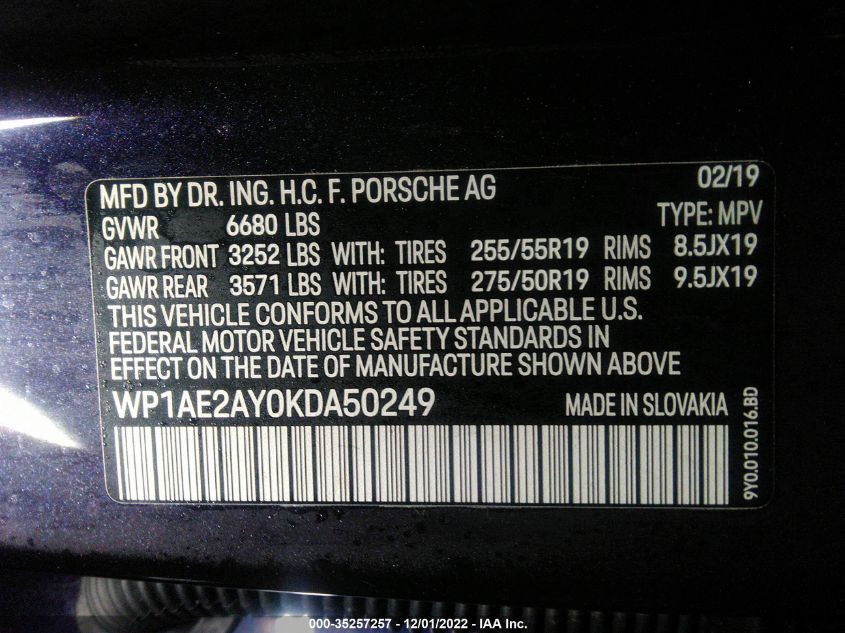 MFD BY DR. ING. H.C. F. PORSCHE AG 02/19
GVWR 6680 LBS TYPE: MPV
GAWR FRONT 3252 LBS WITH: TIRES 255/55R19 RIMS 8.5JX19
GAWR REAR 3571 LBS WITH: TIRES 275/50R19 RIMS 9.5JX19
THIS VEHICLE CONFORMS TO ALL APPLICABLE U.S.
FEDERAL MOTOR VEHICLE SAFETY STANDARDS IN
EFFECT ON THE DATE OF MANUFACTURE SHOWN ABOVE
WP1AE2AY0KDA50249 MADE IN SLOVAKIA
9Y0.010.016.BD
000-35257257 - 12/01/2022 - IAA Inc.